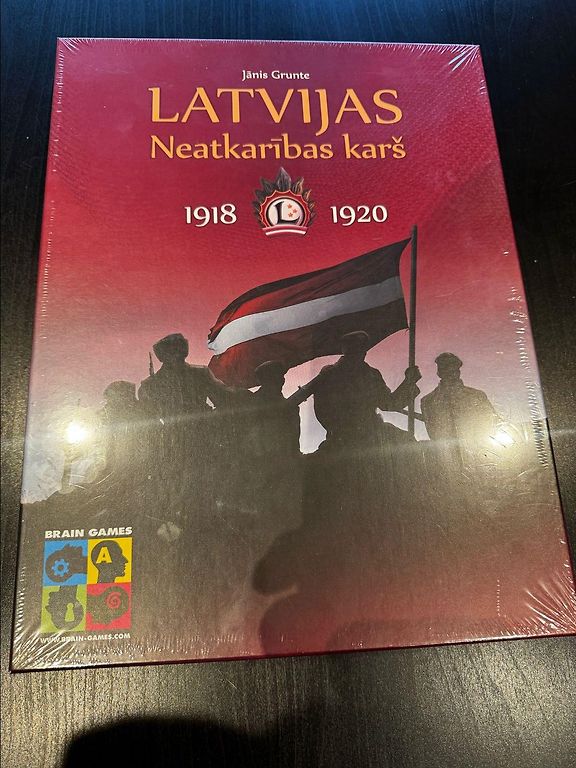 Jānis Grunte
LATVIJAS
Neatkarības karš
1918 L 1920
BRAIN GAMES
A
WWW.BRAIN-GAMES.COM